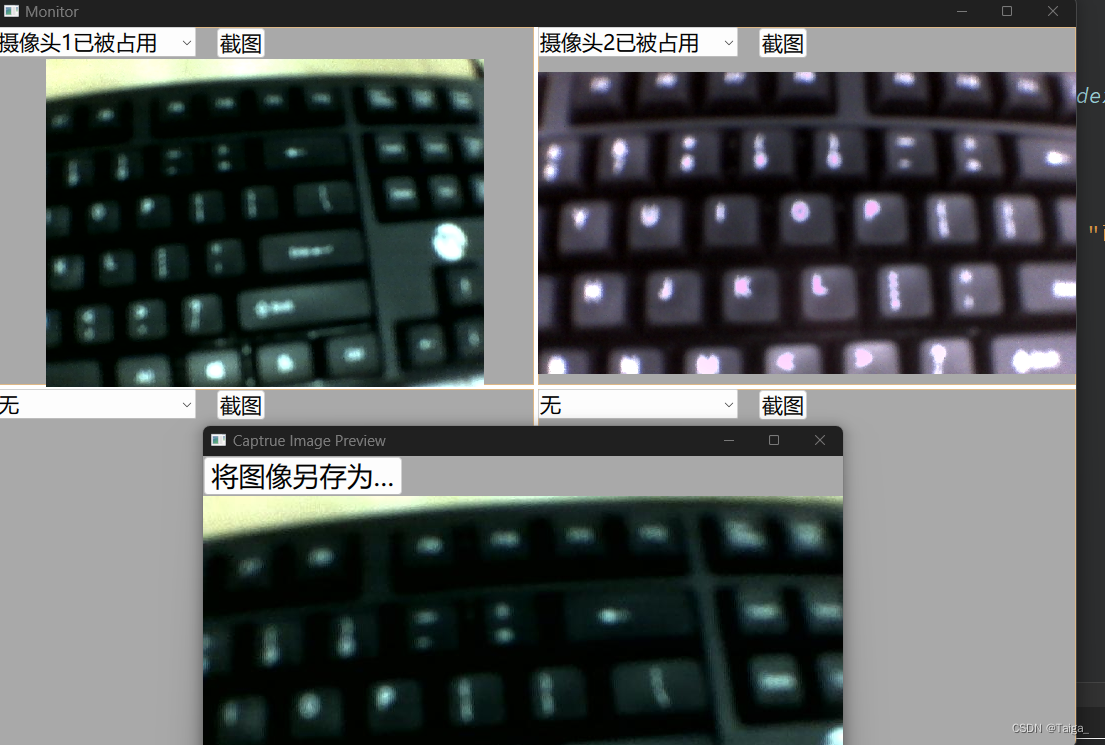 Monitor
摄像头1已被占用 截图
摄像头2已被占用 截图
无 截图
无 截图
Captrue Image Preview
将图像另存为...
CSDN @Taiga_